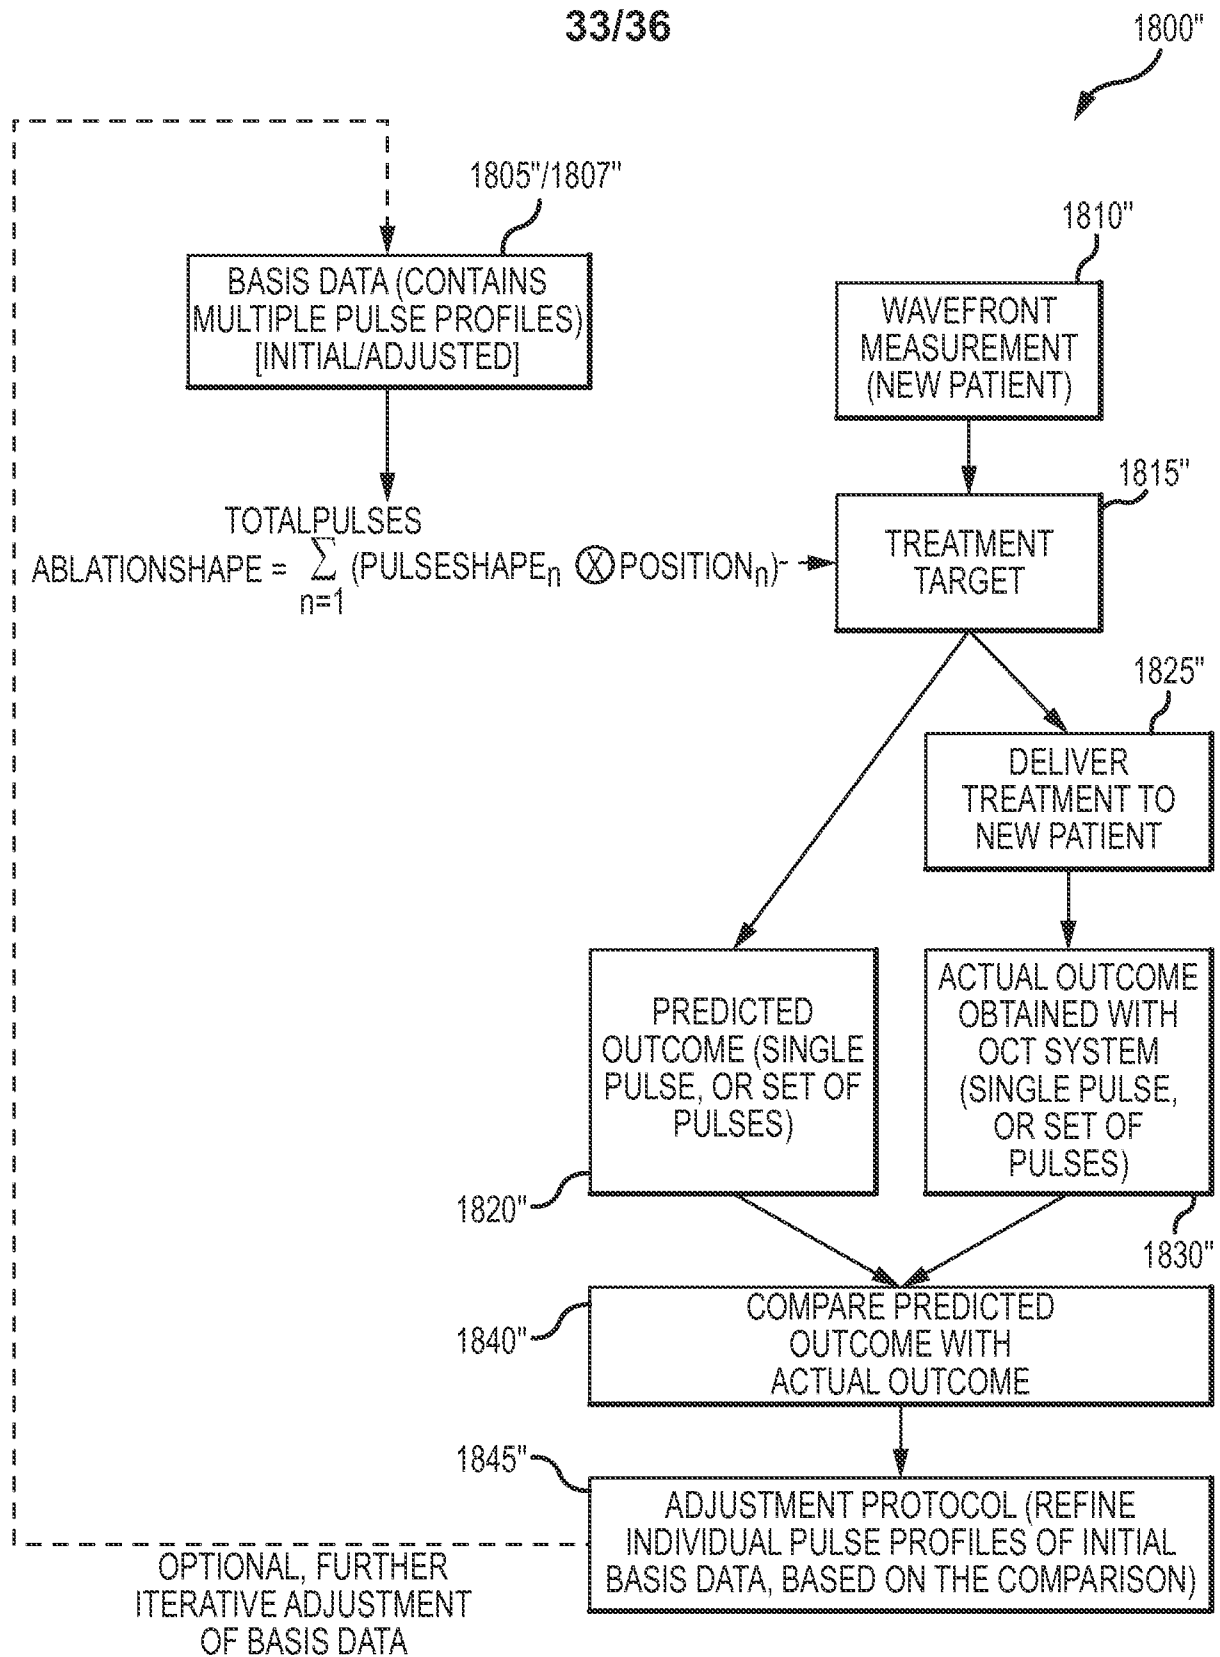 33/36
1800"
1805"/1807"
BASIS DATA (CONTAINS
MULTIPLE PULSE PROFILES)
[INITIAL/ADJUSTED]
1810"
WAVEFRONT
MEASUREMENT
(NEW PATIENT)
TOTALPULSES
ABLATIONSHAPE = Σ (PULSESHAPEn ⊗ POSITIONn)
n=1
1815"
TREATMENT
TARGET
1825"
DELIVER
TREATMENT TO
NEW PATIENT
PREDICTED
OUTCOME (SINGLE
PULSE, OR SET OF
PULSES)
1820"
ACTUAL OUTCOME
OBTAINED WITH
OCT SYSTEM
(SINGLE PULSE,
OR SET OF
PULSES)
1830"
1840"
COMPARE PREDICTED
OUTCOME WITH
ACTUAL OUTCOME
1845"
ADJUSTMENT PROTOCOL (REFINE
INDIVIDUAL PULSE PROFILES OF INITIAL
BASIS DATA, BASED ON THE COMPARISON)
OPTIONAL, FURTHER
ITERATIVE ADJUSTMENT
OF BASIS DATA